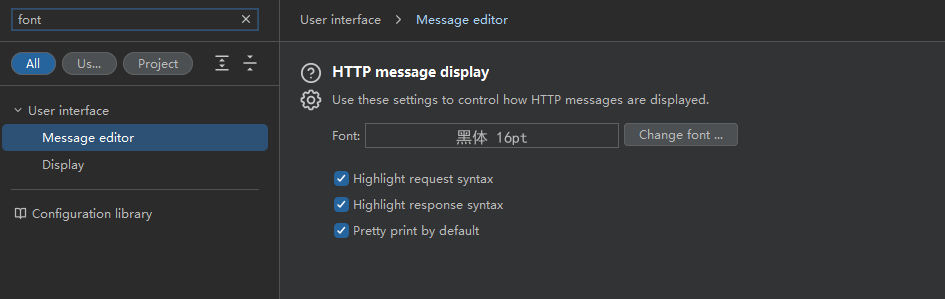 font
All
Us...
Project
User interface
Message editor
Display
Configuration library
User interface > Message editor
HTTP message display
Use these settings to control how HTTP messages are displayed.
Font: 黑体 16pt Change font ...
Highlight request syntax
Highlight response syntax
Pretty print by default